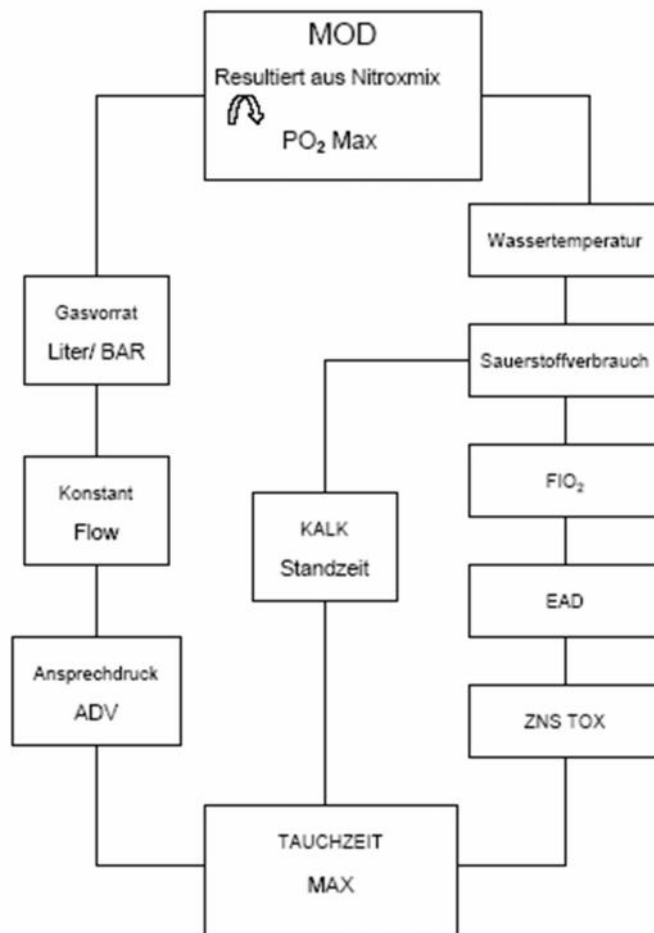 MOD
Resultiert aus Nitroxmix
PO₂ Max
Wassertemperatur
Gasvorrat
Liter/ BAR
Sauerstoffverbrauch
Konstant
Flow
KALK
Standzeit
FIO₂
EAD
Ansprechdruck
ADV
ZNS TOX
TAUCHZEIT
MAX